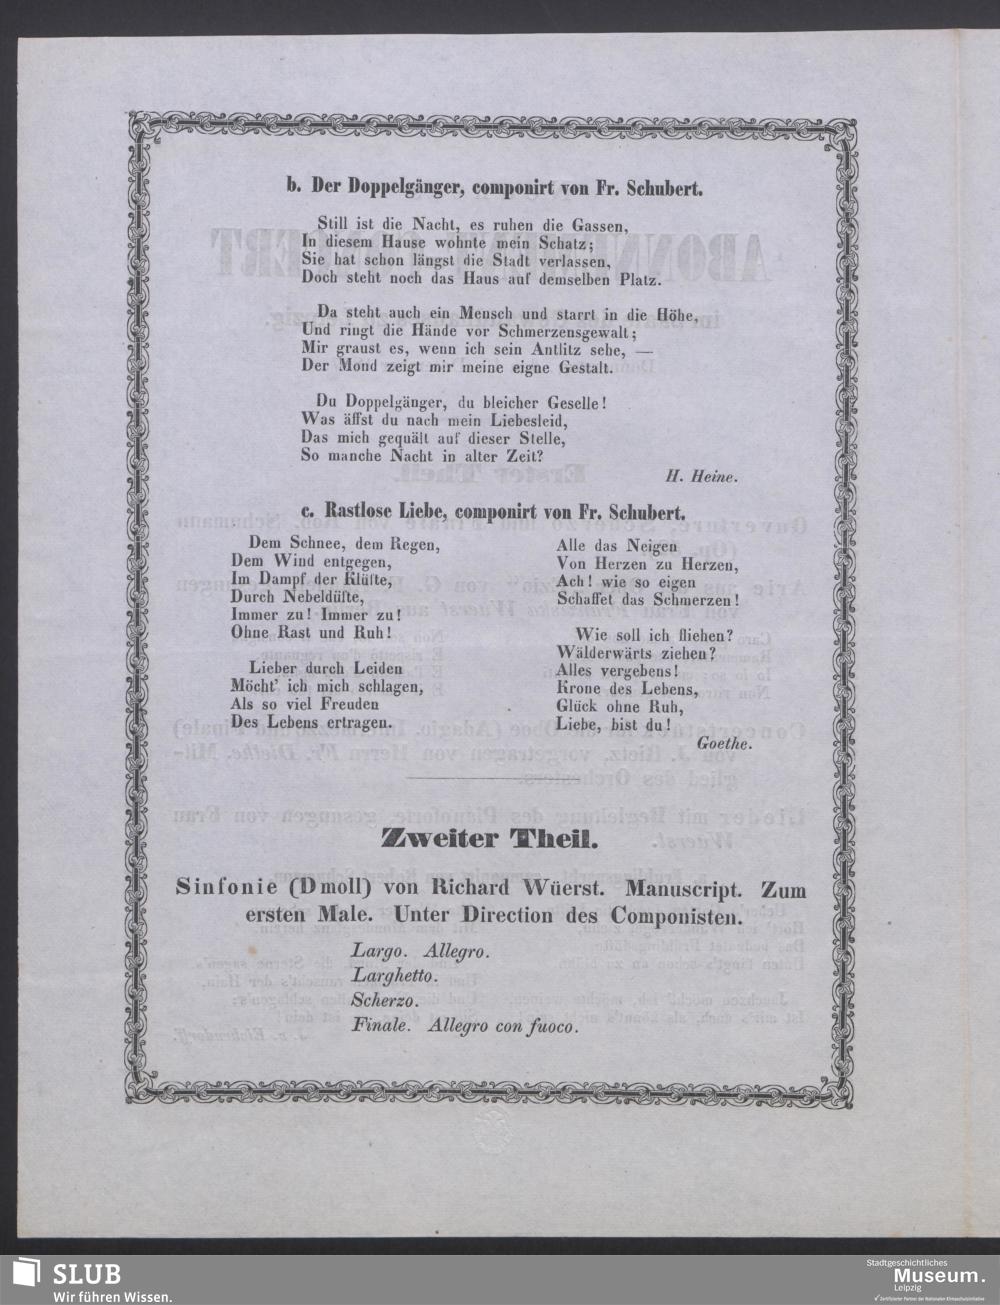 b. Der Doppelgänger, componirt von Fr. Schubert.
Still ist die Nacht, es ruhen die Gassen,
In diesem Hause wohnte mein Schatz;
Sie hat schon längst die Stadt verlassen,
Doch steht noch das Haus auf demselben Platz.
Da steht auch ein Mensch und starrt in die Höhe,
Und ringt die Hände vor Schmerzensgewalt;
Mir graust es, wenn ich sein Antlitz sehe, —
Der Mond zeigt mir meine eigne Gestalt.
Du Doppelgänger, du bleicher Geselle!
Was äffst du nach mein Liebesleid,
Das mich gequält auf dieser Stelle,
So manche Nacht in alter Zeit?
H. Heine.
c. Rastlose Liebe, componirt von Fr. Schubert.
Dem Schnee, dem Regen,
Dem Wind entgegen,
Im Dampf der Klüfte,
Durch Nebeldüfte,
Immer zu! Immer zu!
Ohne Rast und Ruh!
Lieber durch Leiden
Möcht' ich mich schlagen,
Als so viel Freuden
Des Lebens ertragen.
Alle das Neigen
Von Herzen zu Herzen,
Ach! wie so eigen
Schaffet das Schmerzen!
Wie soll ich fliehen?
Wälderwärts ziehen?
Alles vergebens!
Krone des Lebens,
Glück ohne Ruh,
Liebe, bist du!
Goethe.
Zweiter Theil.
Sinfonie (D moll) von Richard Wüerst. Manuscript. Zum
ersten Male. Unter Direction des Componisten.
Largo. Allegro.
Larghetto.
Scherzo.
Finale. Allegro con fuoco.
SLUB
Wir führen Wissen.
Stadtgeschichtliches
Museum.
Leipzig